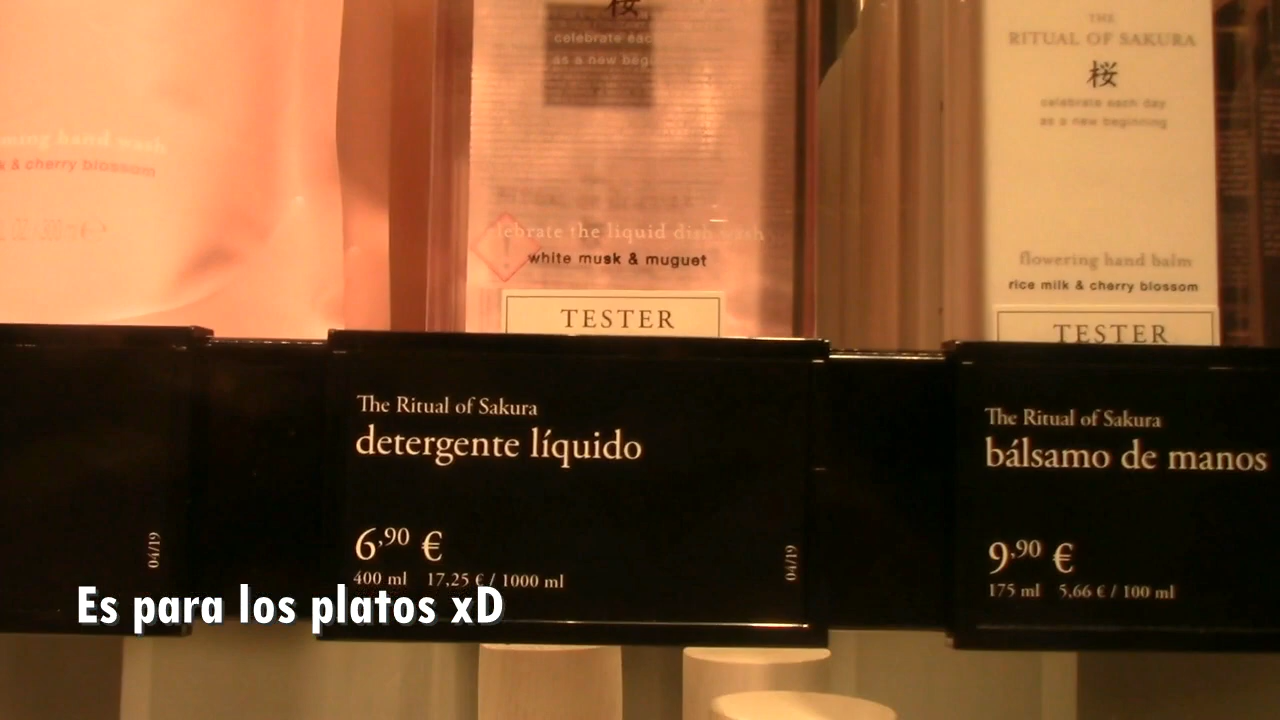 hand wash
& cherry blossom
桜
celebrate each
as a new beg
celebrate the liquid dish wash
white musk & muguet
TESTER
THE
RITUAL OF SAKURA
桜
celebrate each day
as a new beginning
flowering hand balm
rice milk & cherry blossom
TESTER
04/19
The Ritual of Sakura
detergente líquido
6,90 €
400 ml 17,25 € / 1000 ml
04/19
The Ritual of Sakura
bálsamo de manos
9,90 €
175 ml 5,66 € / 100 ml
Es para los platos xD